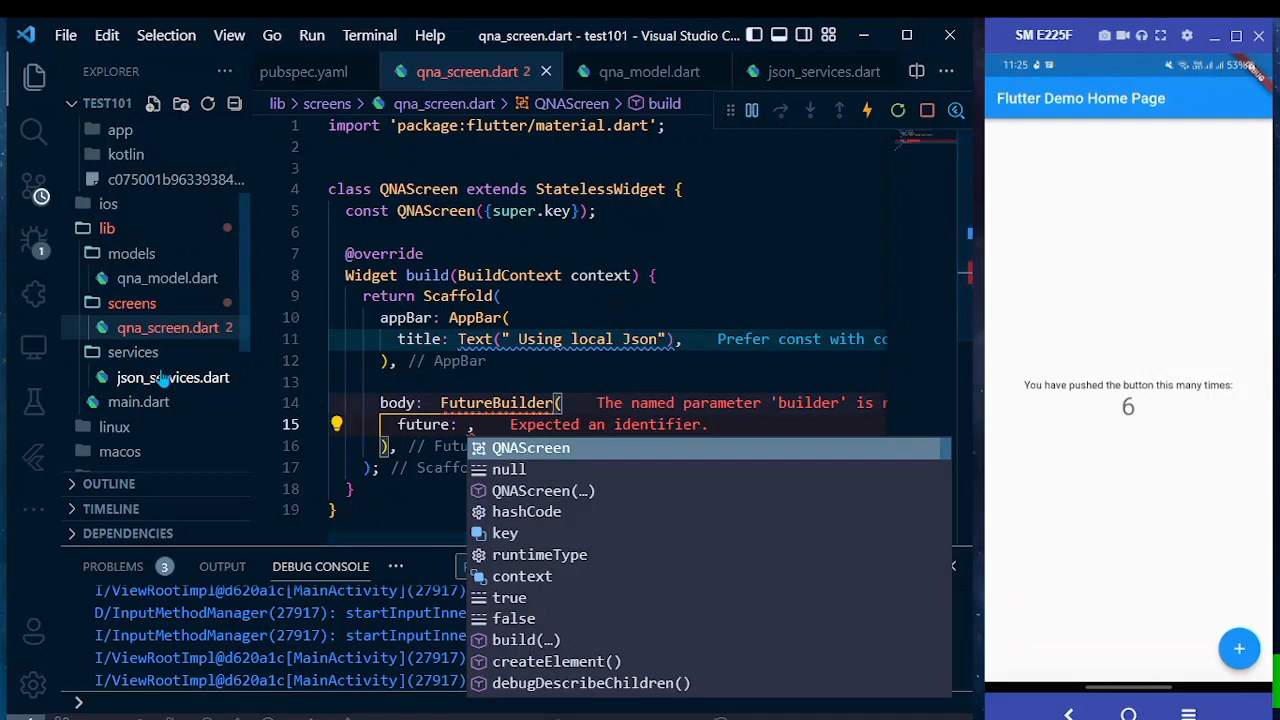 File Edit Selection View Go Run Terminal Help qna_screen.dart - test101 - Visual Studio C...
SM E225F
EXPLORER
pubspec.yaml qna_screen.dart 2 qna_model.dart json_services.dart
11:25 53%
DEBUG
TEST101
lib > screens > qna_screen.dart > QNAScreen > build
Flutter Demo Home Page
app
kotlin
c075001b96339384...
ios
lib
models
qna_model.dart
screens
qna_screen.dart 2
services
json_services.dart
main.dart
linux
macos
OUTLINE
TIMELINE
DEPENDENCIES
1
1 import 'package:flutter/material.dart';
2
3
4 class QNAScreen extends StatelessWidget {
5 const QNAScreen({super.key});
6
7 @override
8 Widget build(BuildContext context) {
9 return Scaffold(
10 appBar: AppBar(
11 title: Text(" Using local Json"), Prefer const with co
12 ), // AppBar
13
14 body: FutureBuilder( The named parameter 'builder' is r
15 future: , Expected an identifier.
16 ), // Futu
17 ); // Scaff
18 }
19 }
QNAScreen
null
QNAScreen(…)
hashCode
key
runtimeType
context
true
false
build(…)
createElement()
debugDescribeChildren()
PROBLEMS 3 OUTPUT DEBUG CONSOLE
I/ViewRootImpl@d620a1c[MainActivity](27917)
D/InputMethodManager(27917): startInputInne
I/InputMethodManager(27917): startInputInne
I/ViewRootImpl@d620a1c[MainActivity](27917)
I/ViewRootImpl@d620a1c[MainActivity](27917)
You have pushed the button this many times:
6